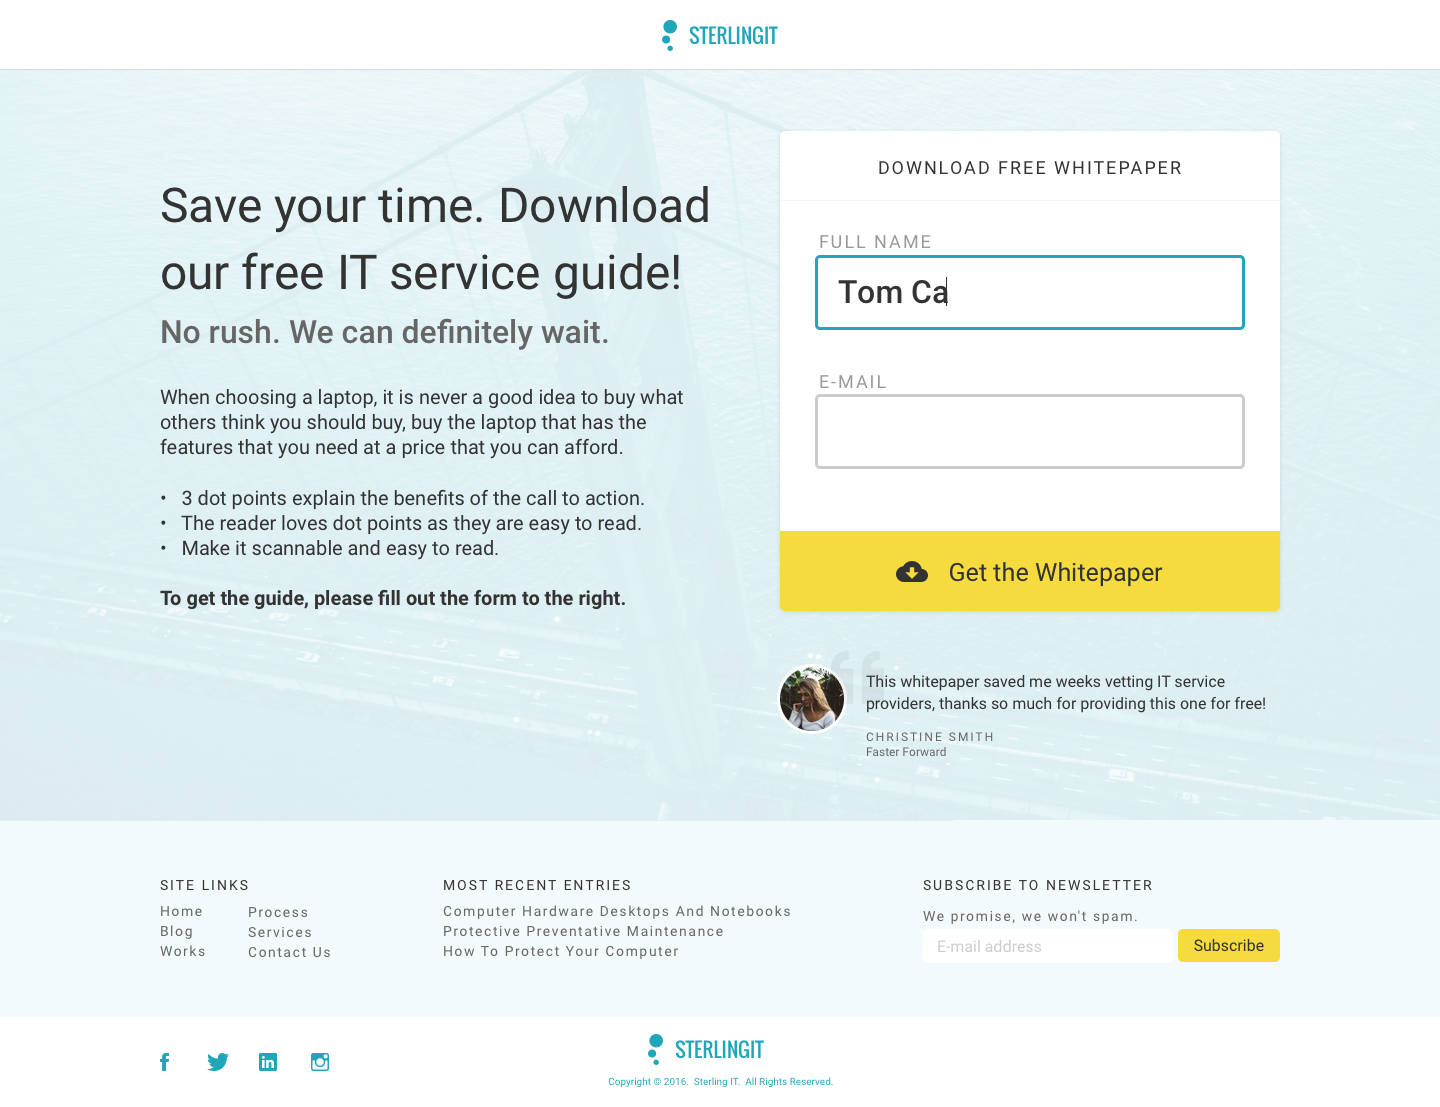 STERLINGIT
Save your time. Download
our free IT service guide!
No rush. We can definitely wait.
When choosing a laptop, it is never a good idea to buy what
others think you should buy, buy the laptop that has the
features that you need at a price that you can afford.
• 3 dot points explain the benefits of the call to action.
• The reader loves dot points as they are easy to read.
• Make it scannable and easy to read.
To get the guide, please fill out the form to the right.
DOWNLOAD FREE WHITEPAPER
FULL NAME
Tom Ca
E-MAIL
Get the Whitepaper
“
This whitepaper saved me weeks vetting IT service
providers, thanks so much for providing this one for free!
CHRISTINE SMITH
Faster Forward
SITE LINKS
Home
Blog
Works
Process
Services
Contact Us
MOST RECENT ENTRIES
Computer Hardware Desktops And Notebooks
Protective Preventative Maintenance
How To Protect Your Computer
SUBSCRIBE TO NEWSLETTER
We promise, we won't spam.
E-mail address
Subscribe
STERLINGIT
Copyright © 2016. Sterling IT. All Rights Reserved.